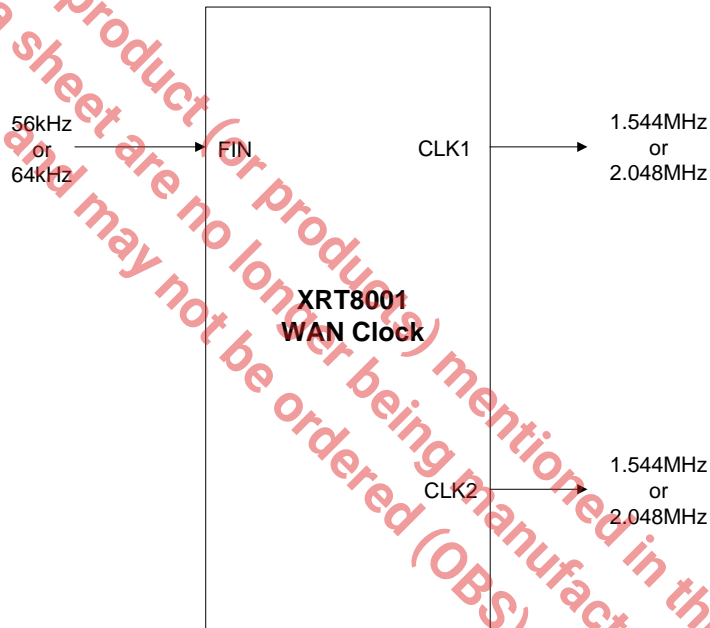 product (or products) mentioned in
a sheet are no longer being manufact
and may not be ordered (OBS)
56kHz
or
64kHz
FIN
CLK1
1.544MHz
or
2.048MHz
XRT8001
WAN Clock
CLK2
1.544MHz
or
2.048MHz